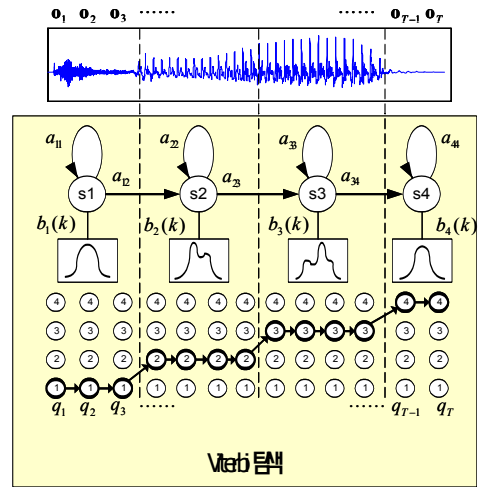 o₁ o₂ o₃ ...... ...... o_T−1 o_T
a₁₁ a₂₂ a₃₃ a₄₄
a₁₂ a₂₃ a₃₄
s1 s2 s3 s4
b₁(k) b₂(k) b₃(k) b₄(k)
4 4 4 4 4 4 4 4 4 4 4 4 4
3 3 3 3 3 3 3 3 3 3 3 3 3
2 2 2 2 2 2 2 2 2 2 2 2 2
1 1 1 1 1 1 1 1 1 1 1 1 1
q₁ q₂ q₃ ...... ...... q_T−1 q_T
Viterbi 탐색